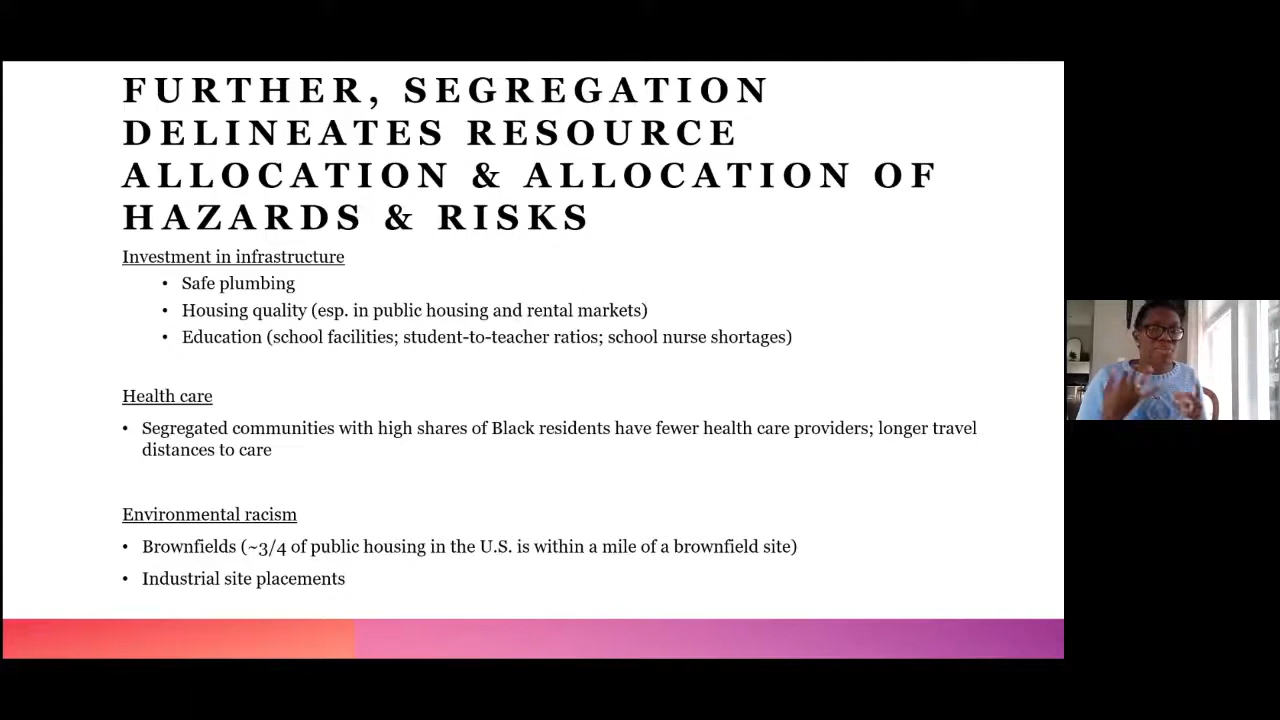 FURTHER, SEGREGATION
DELINEATES RESOURCE
ALLOCATION & ALLOCATION OF
HAZARDS & RISKS
Investment in infrastructure
• Safe plumbing
• Housing quality (esp. in public housing and rental markets)
• Education (school facilities; student-to-teacher ratios; school nurse shortages)
Health care
• Segregated communities with high shares of Black residents have fewer health care providers; longer travel
distances to care
Environmental racism
• Brownfields (~3/4 of public housing in the U.S. is within a mile of a brownfield site)
• Industrial site placements